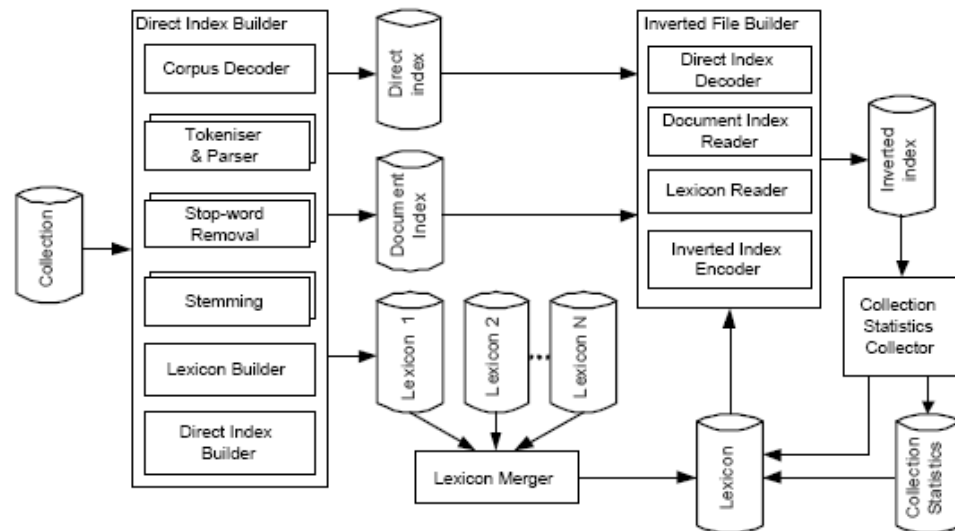 Direct Index Builder
Corpus Decoder
Tokeniser
& Parser
Stop-word
Removal
Stemming
Lexicon Builder
Direct Index
Builder
Collection
Direct
index
Document
Index
Lexicon 1
Lexicon 2
Lexicon N
Lexicon Merger
Inverted File Builder
Direct Index
Decoder
Document Index
Reader
Lexicon Reader
Inverted Index
Encoder
Inverted
index
Collection
Statistics
Collector
Lexicon
Collection
Statistics